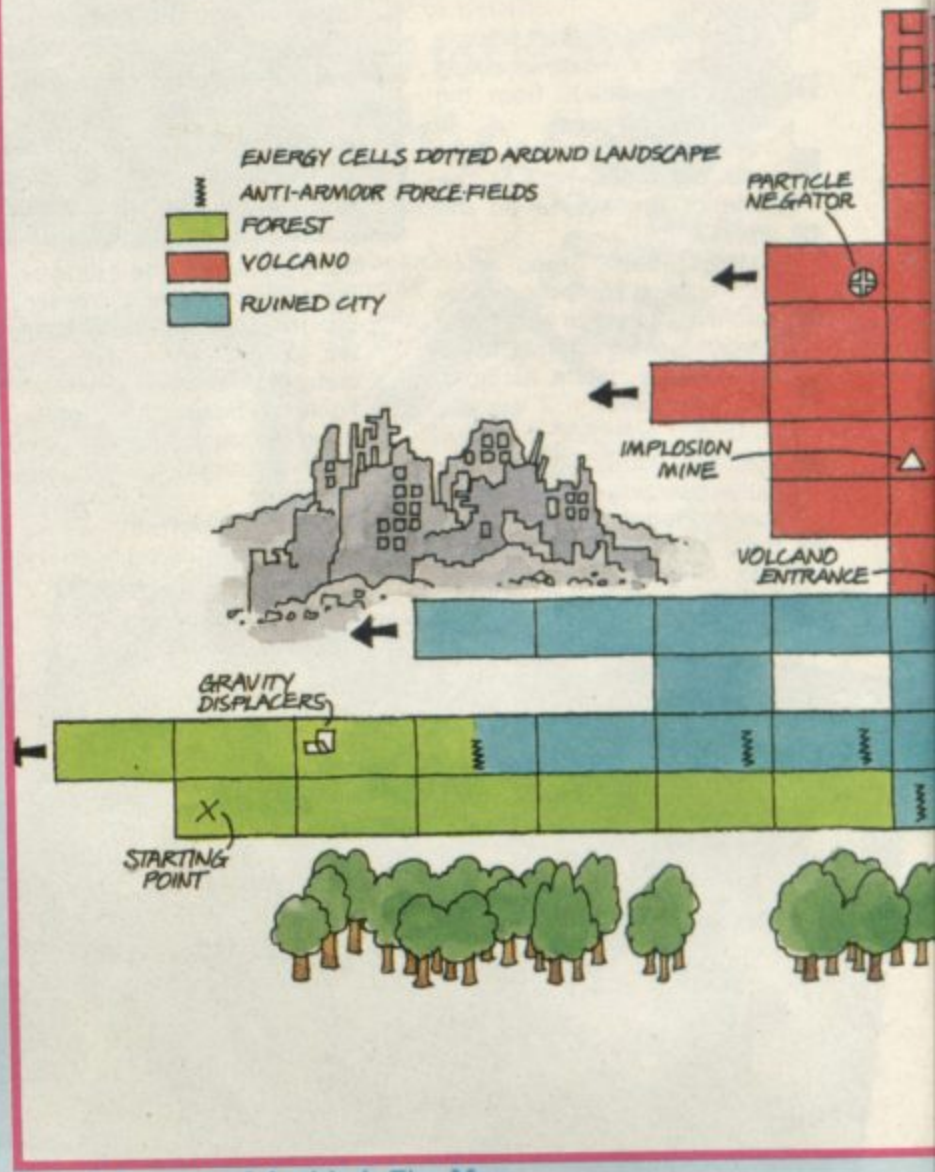 ENERGY CELLS DOTTED AROUND LANDSCAPE
ANTI-ARMOUR FORCE-FIELDS
FOREST
VOLCANO
RUINED CITY
PARTICLE
NEGATOR
IMPLOSION
MINE
VOLCANO
ENTRANCE
GRAVITY
DISPLACERS
X
STARTING
POINT